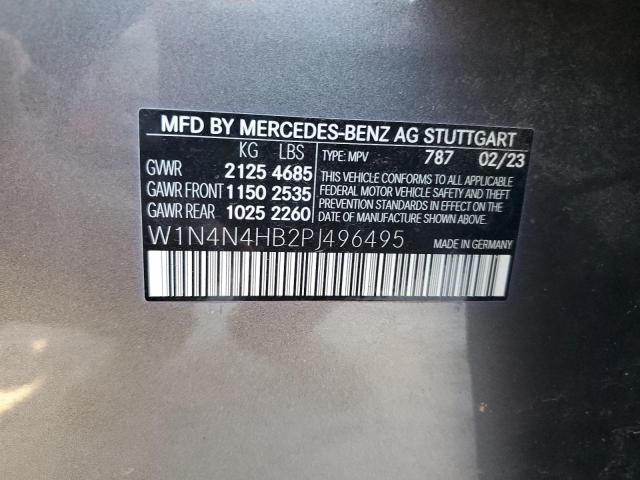 MFD BY MERCEDES-BENZ AG STUTTGART
KG LBS TYPE: MPV 787 02/23
GVWR 2125 4685
GAWR FRONT 1150 2535
GAWR REAR 1025 2260
THIS VEHICLE CONFORMS TO ALL APPLICABLE
FEDERAL MOTOR VEHICLE SAFETY AND THEFT
PREVENTION STANDARDS IN EFFECT ON THE
DATE OF MANUFACTURE SHOWN ABOVE.
W1N4N4HB2PJ496495 MADE IN GERMANY